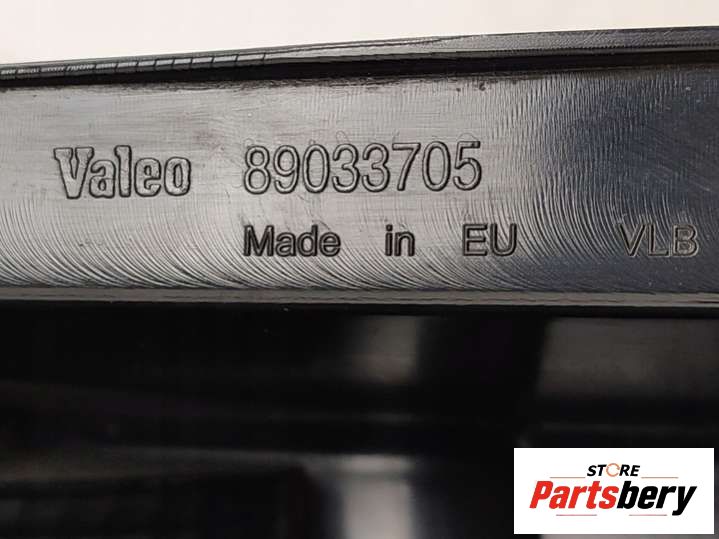 Valeo 89033705
Made in EU VLB
STORE
Partsbery